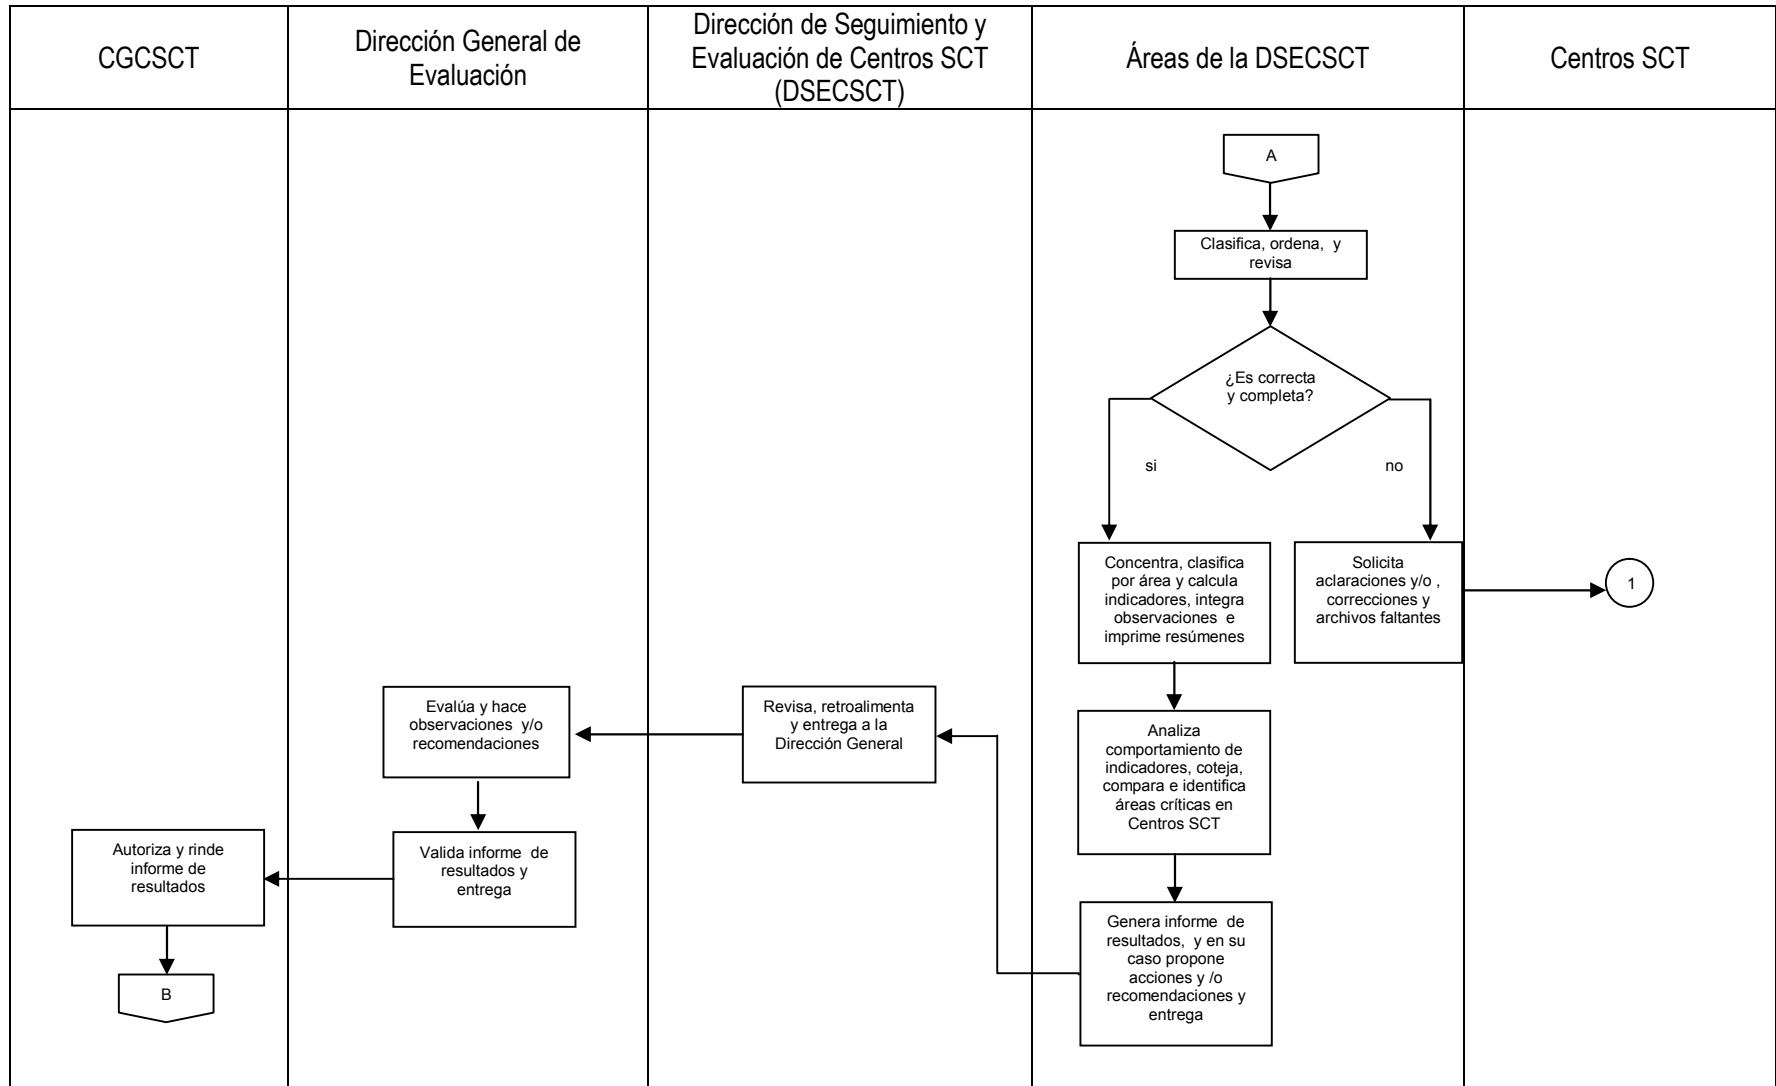 CGCSCT
Dirección General de
Evaluación
Dirección de Seguimiento y
Evaluación de Centros SCT
(DSECSCT)
Áreas de la DSECSCT
Centros SCT
A
Clasifica, ordena, y
revisa
¿Es correcta
y completa?
si
no
Concentra, clasifica
por área y calcula
indicadores, integra
observaciones e
imprime resúmenes
Solicita
aclaraciones y/o ,
correcciones y
archivos faltantes
1
Analiza
comportamiento de
indicadores, coteja,
compara e identifica
áreas críticas en
Centros SCT
Genera informe de
resultados, y en su
caso propone
acciones y /o
recomendaciones y
entrega
Revisa, retroalimenta
y entrega a la
Dirección General
Evalúa y hace
observaciones y/o
recomendaciones
Valida informe de
resultados y
entrega
Autoriza y rinde
informe de
resultados
B